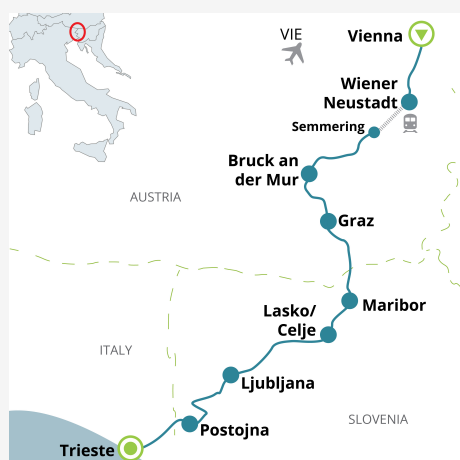 VIE
Vienna
Wiener
Neustadt
Semmering
Bruck an
der Mur
AUSTRIA
Graz
Maribor
Lasko/
Celje
ITALY
Ljubljana
SLOVENIA
Postojna
Trieste